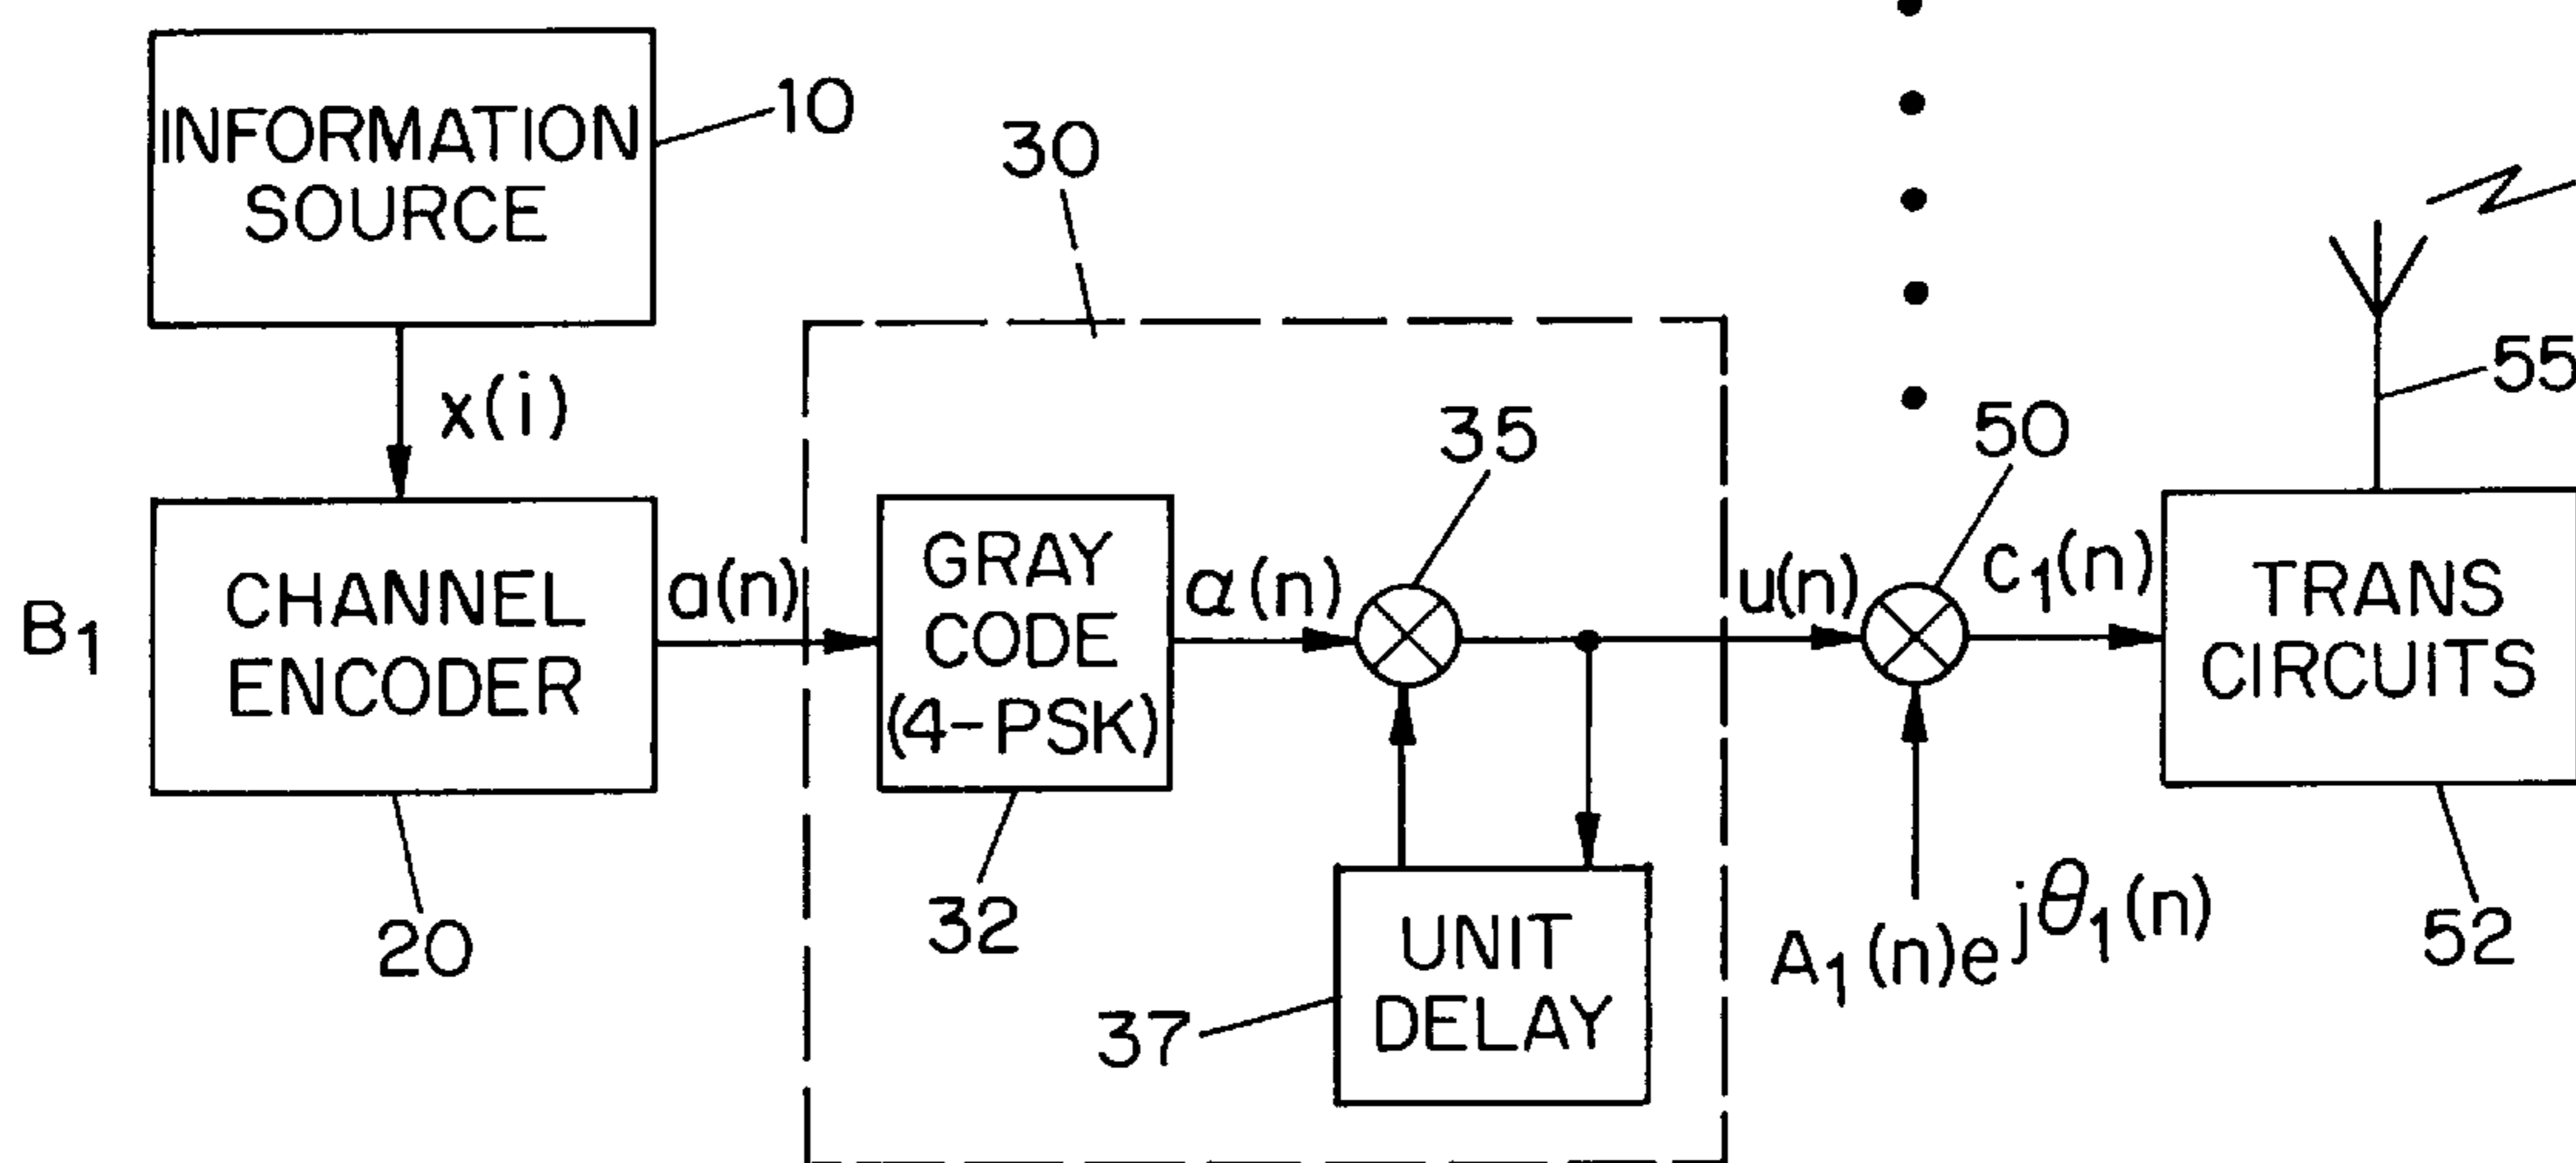 INFORMATION
SOURCE
10
x(i)
30
B₁
CHANNEL
ENCODER
20
a(n)
GRAY
CODE
(4-PSK)
32
α(n)
35
UNIT
DELAY
37
u(n)
50
A₁(n)e^jθ₁(n)
c₁(n)
TRANS
CIRCUITS
52
55